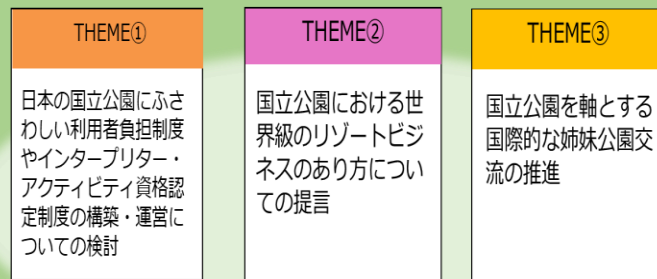 THEME①
日本の国立公園にふさ
わしい利用者負担制度
やインタープリター・
アクティビティ資格認
定制度の構築・運営に
ついての検討
THEME②
国立公園における世
界級のリゾートビジ
ネスのあり方につい
ての提言
THEME③
国立公園を軸とする
国際的な姉妹公園交
流の推進